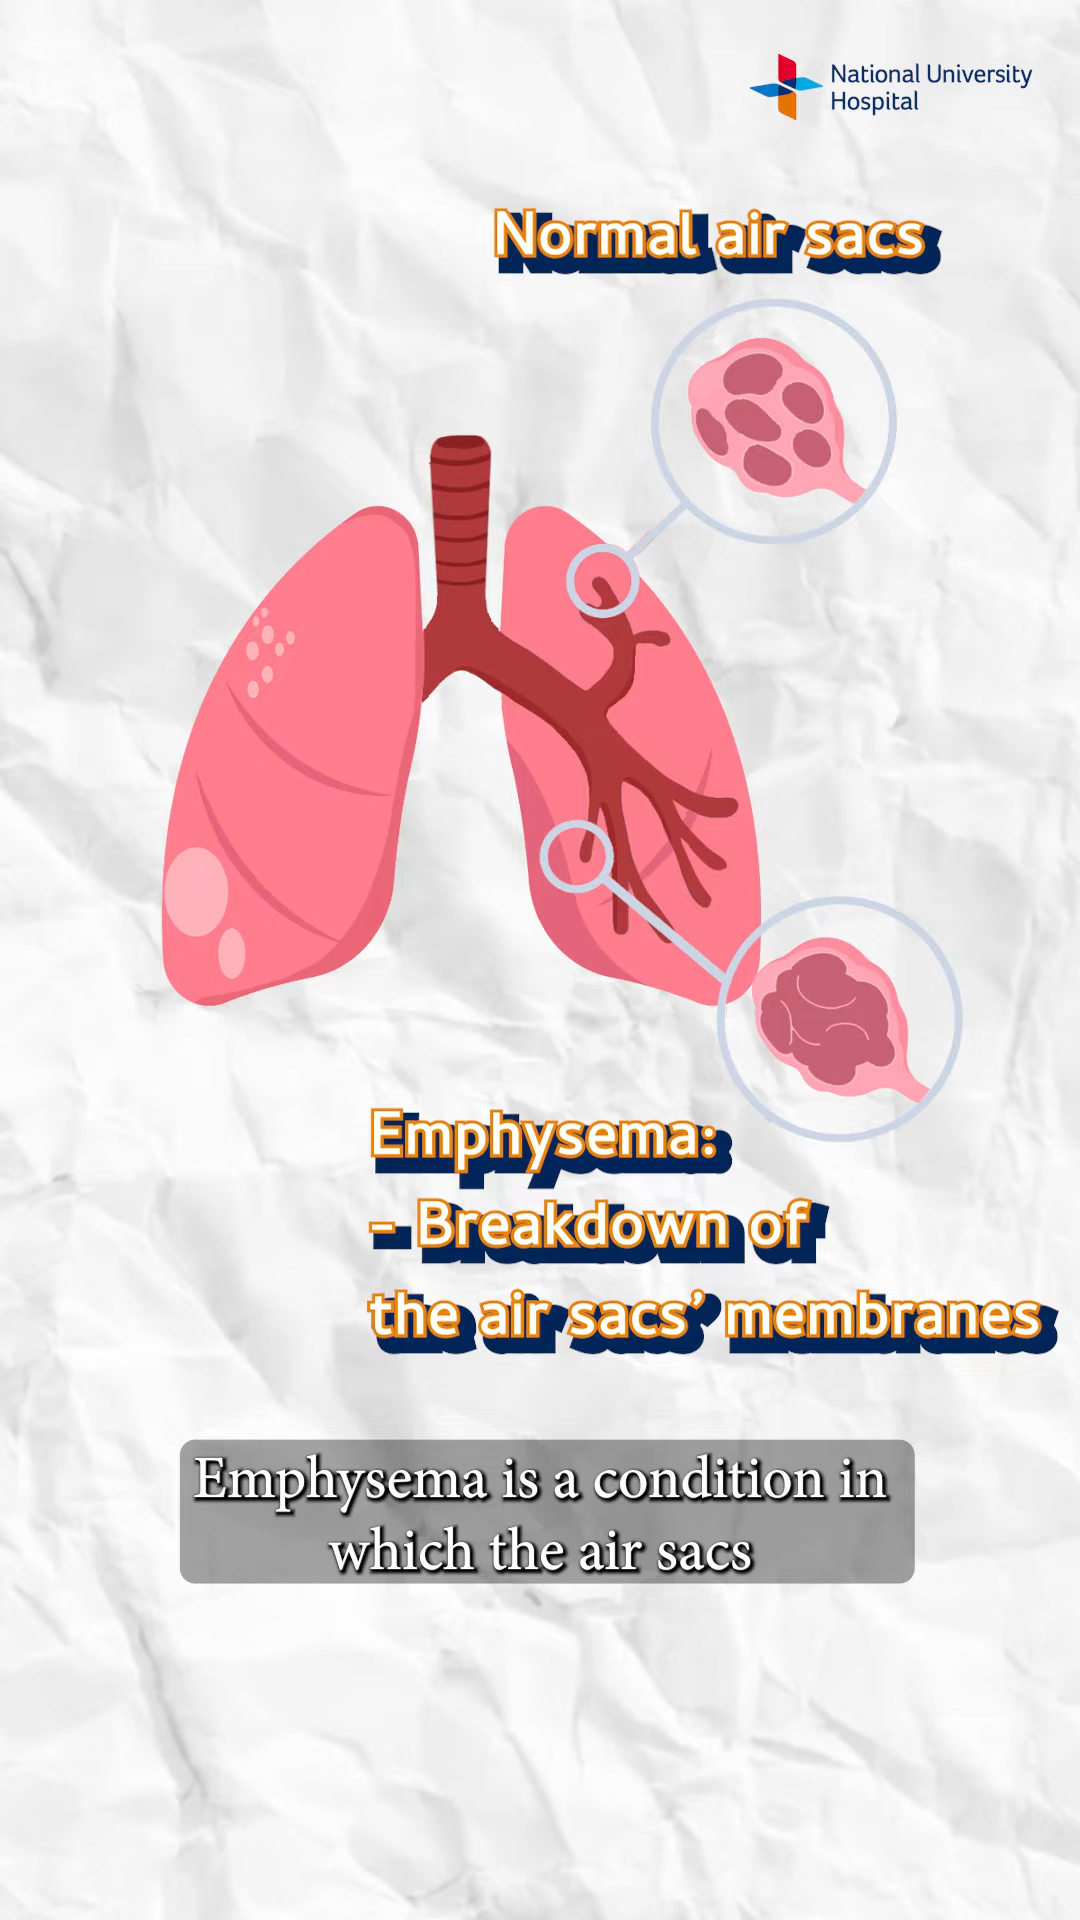 National University
Hospital
Normal air sacs
Emphysema:
- Breakdown of
the air sacs’ membranes
Emphysema is a condition in
which the air sacs